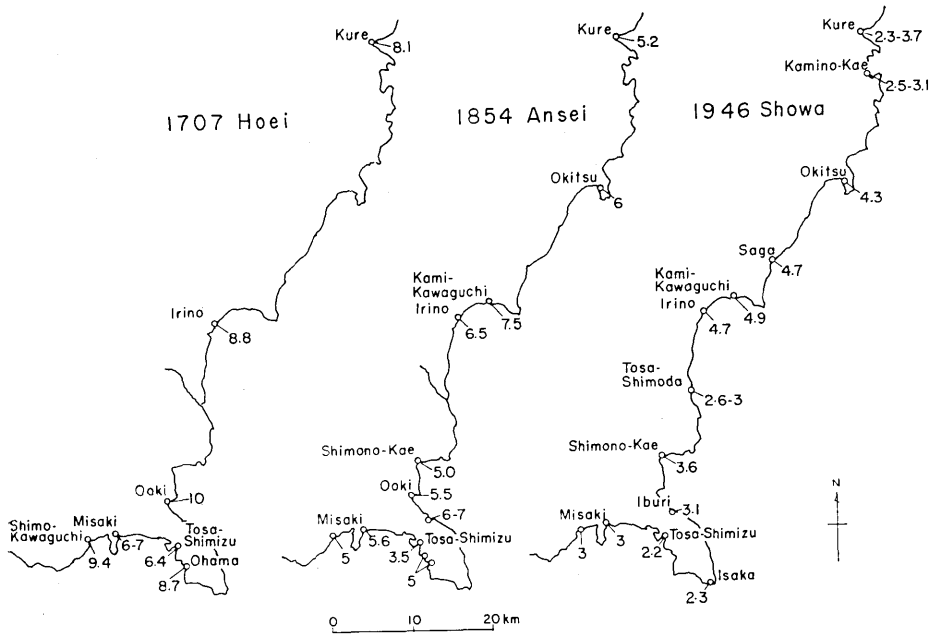 1707 Hoei
Kure
8.1
Irino
8.8
Ooki
10
Shimo-
Kawaguchi
9.4
Misaki
6-7
Tosa-
Shimizu
6.4
Ohama
8.7
1854 Ansei
Kure
5.2
Okitsu
6
Kami-
Kawaguchi
7.5
Irino
6.5
Shimono-Kae
5.0
Ooki
5.5
6-7
Misaki
5
5.6
Tosa-Shimizu
3.5
5
1946 Showa
Kure
2.3-3.7
Kamino-Kae
2.5-3.1
Okitsu
4.3
Saga
4.7
Kami-
Kawaguchi
4.9
Irino
4.7
Tosa-
Shimoda
2.6-3
Shimono-Kae
3.6
Iburi
3.1
Misaki
3
3
Tosa-Shimizu
2.2
Isaka
2.3
N
0 10 20 km